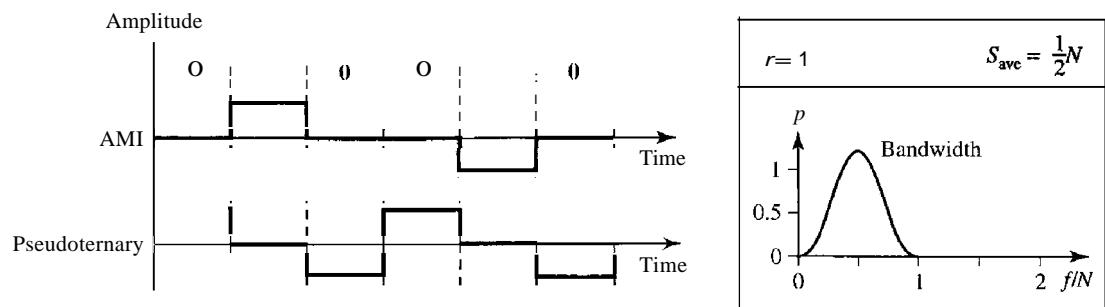 Amplitude
O 0 O 0
AMI
Time
Pseudoternary
Time
r = 1
S_ave = 1/2 N
p
Bandwidth
1
0.5
0
0 1 2 f/N